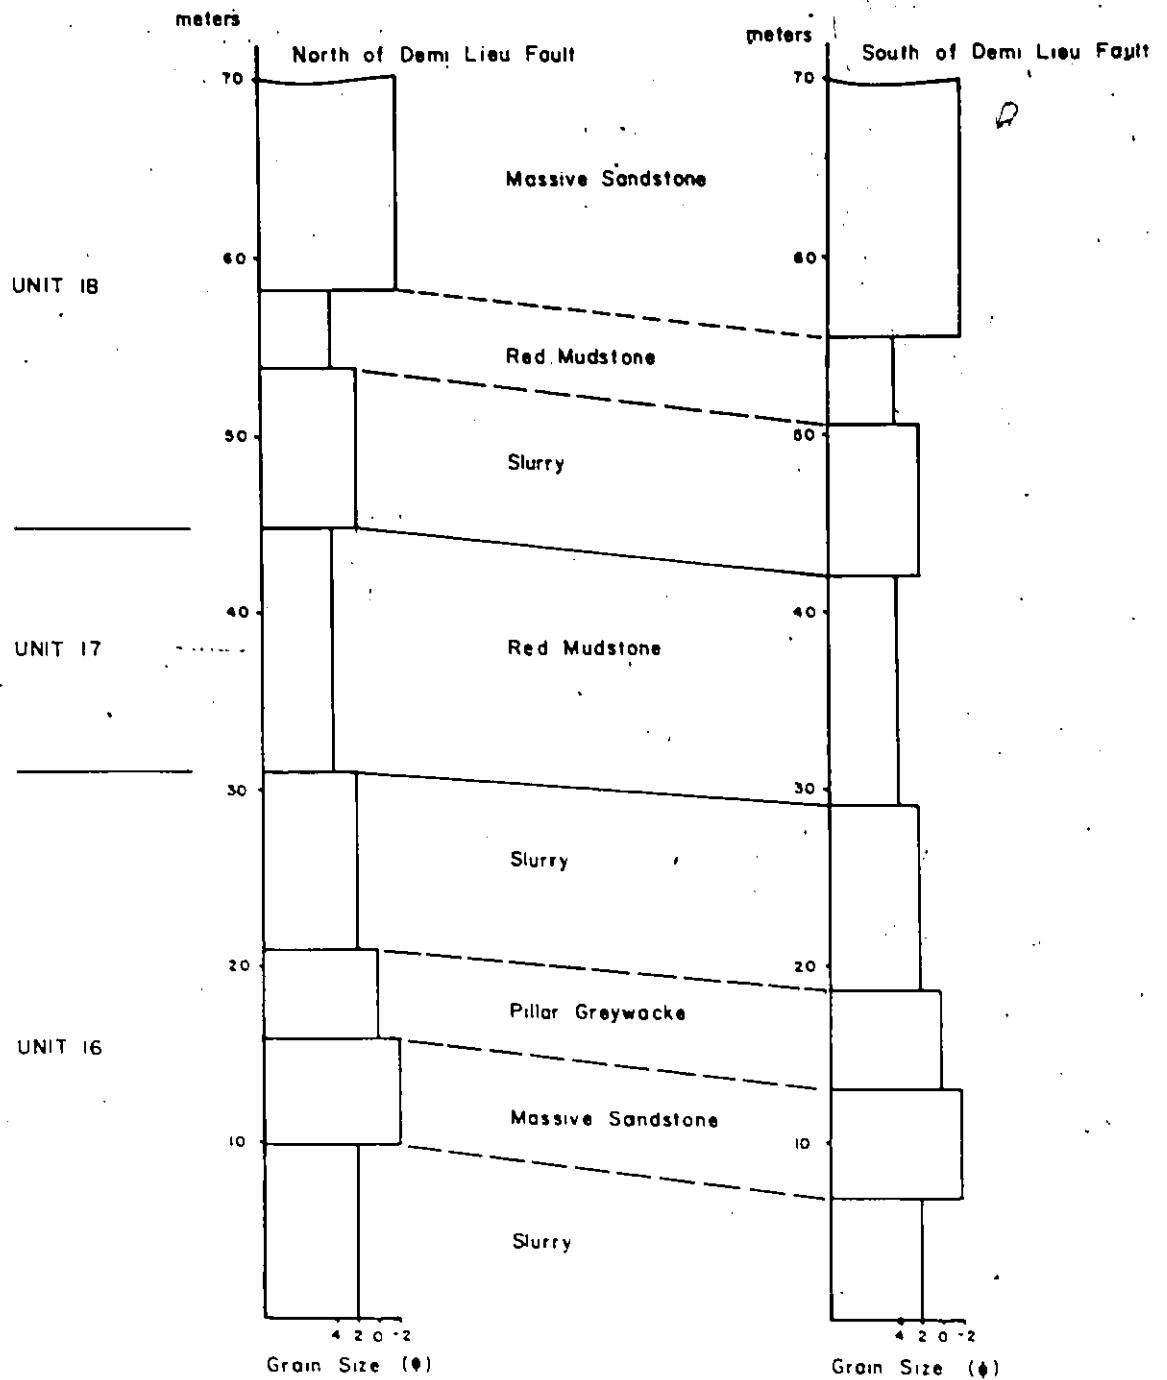 meters
North of Demi Lieu Fault
meters
South of Demi Lieu Fault
70
70
Massive Sandstone
60
60
UNIT 18
Red Mudstone
50
50
Slurry
40
40
UNIT 17
Red Mudstone
30
30
Slurry
20
20
Pillar Greywacke
UNIT 16
Massive Sandstone
10
10
Slurry
4 2 0 -2
4 2 0 -2
Grain Size (φ)
Grain Size (φ)